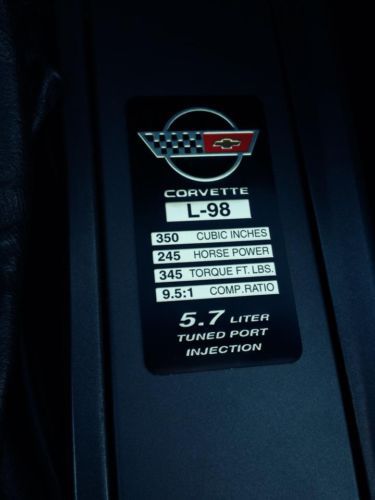 CORVETTE
L-98
350 CUBIC INCHES
245 HORSE POWER
345 TORQUE FT. LBS.
9.5:1 COMP. RATIO
5.7 LITER
TUNED PORT
INJECTION